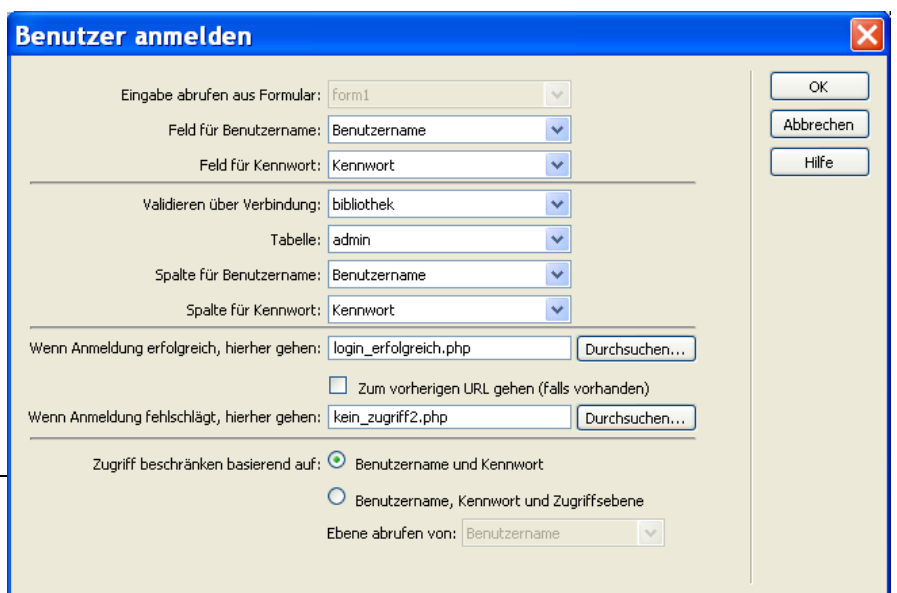 Benutzer anmelden
Eingabe abrufen aus Formular: form1
OK
Feld für Benutzername: Benutzername
Abbrechen
Feld für Kennwort: Kennwort
Hilfe
Validieren über Verbindung: bibliothek
Tabelle: admin
Spalte für Benutzername: Benutzername
Spalte für Kennwort: Kennwort
Wenn Anmeldung erfolgreich, hierher gehen: login_erfolgreich.php Durchsuchen...
Zum vorherigen URL gehen (falls vorhanden)
Wenn Anmeldung fehlschlägt, hierher gehen: kein_zugriff2.php Durchsuchen...
Zugriff beschränken basierend auf: Benutzername und Kennwort
Benutzername, Kennwort und Zugriffsebene
Ebene abrufen von: Benutzername